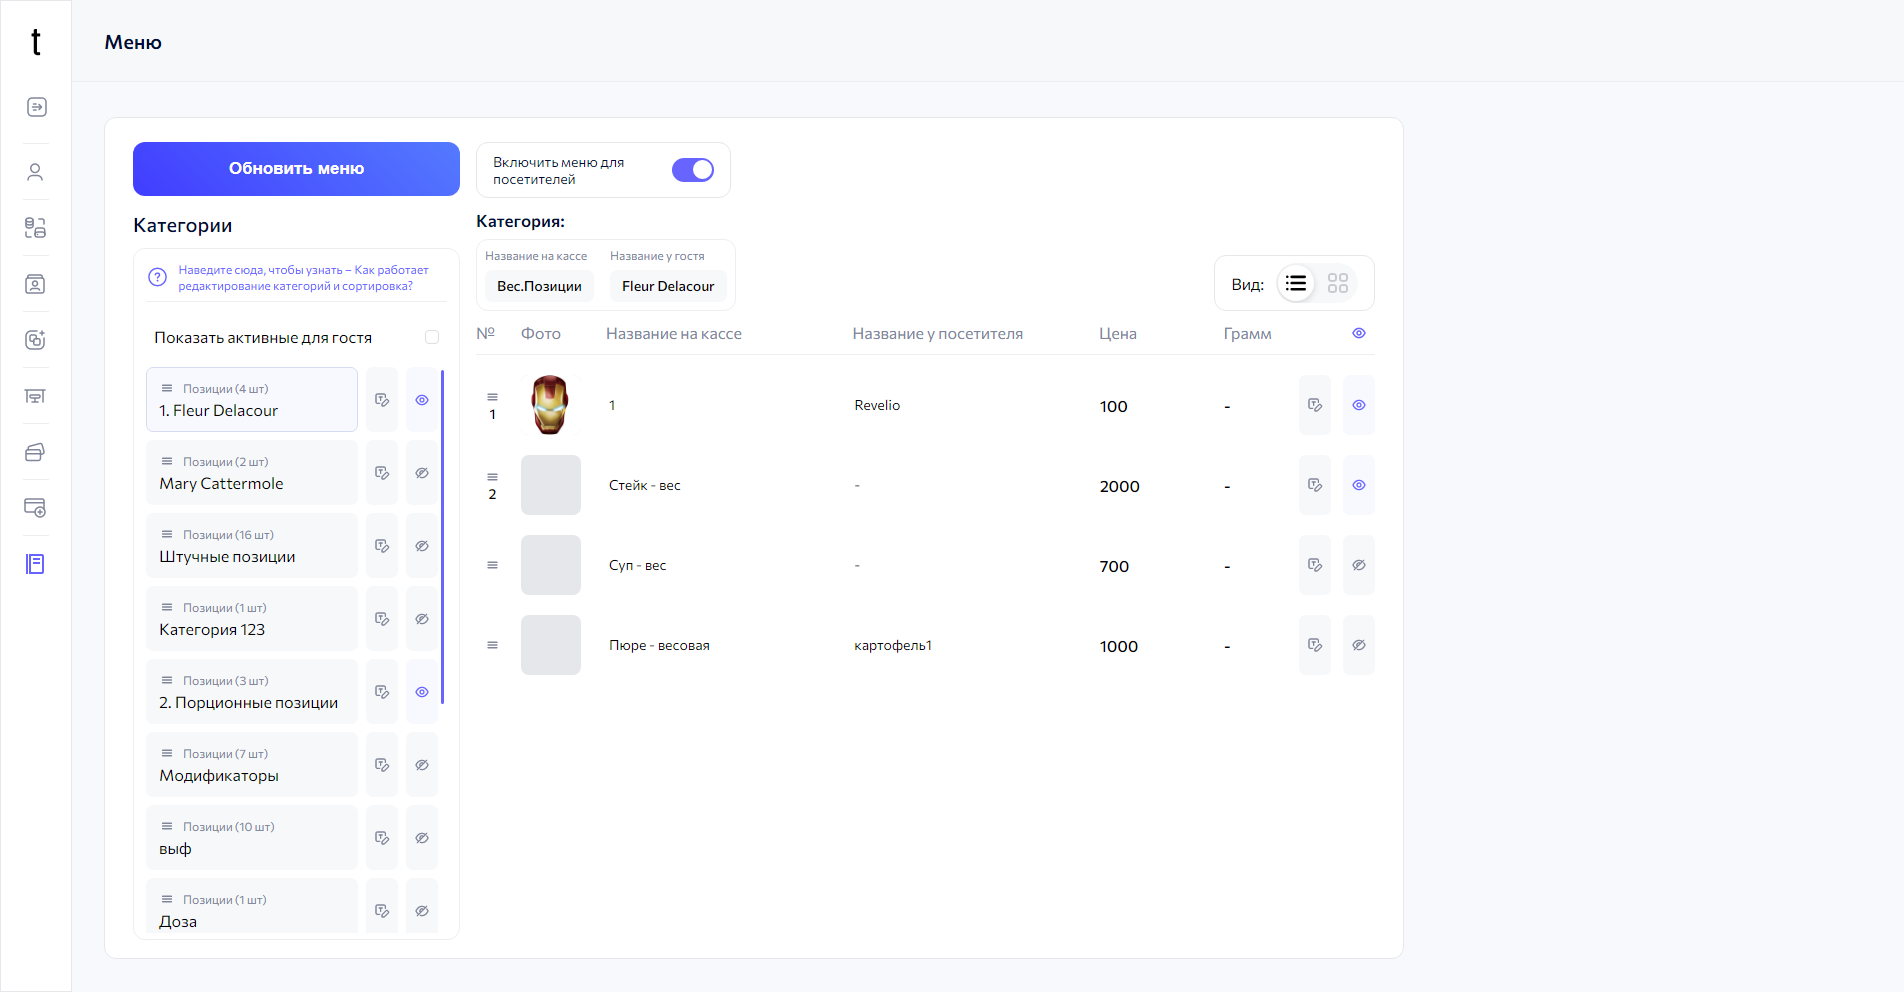 t
Меню
Обновить меню
Включить меню для
посетителей
Категории
Наведите сюда, чтобы узнать – Как работает
редактирование категорий и сортировка?
Показать активные для гостя
Позиции (4 шт)
1. Fleur Delacour
Позиции (2 шт)
Mary Cattermole
Позиции (16 шт)
Штучные позиции
Позиции (1 шт)
Категория 123
Позиции (3 шт)
2. Порционные позиции
Позиции (7 шт)
Модификаторы
Позиции (10 шт)
выф
Позиции (1 шт)
Доза
Категория:
Название на кассе Название у гостя
Вес.Позиции Fleur Delacour
Вид:
№ Фото Название на кассе Название у посетителя Цена Грамм
1 1 Revelio 100 -
2 Стейк - вес - 2000 -
Суп - вес - 700 -
Пюре - весовая картофель1 1000 -